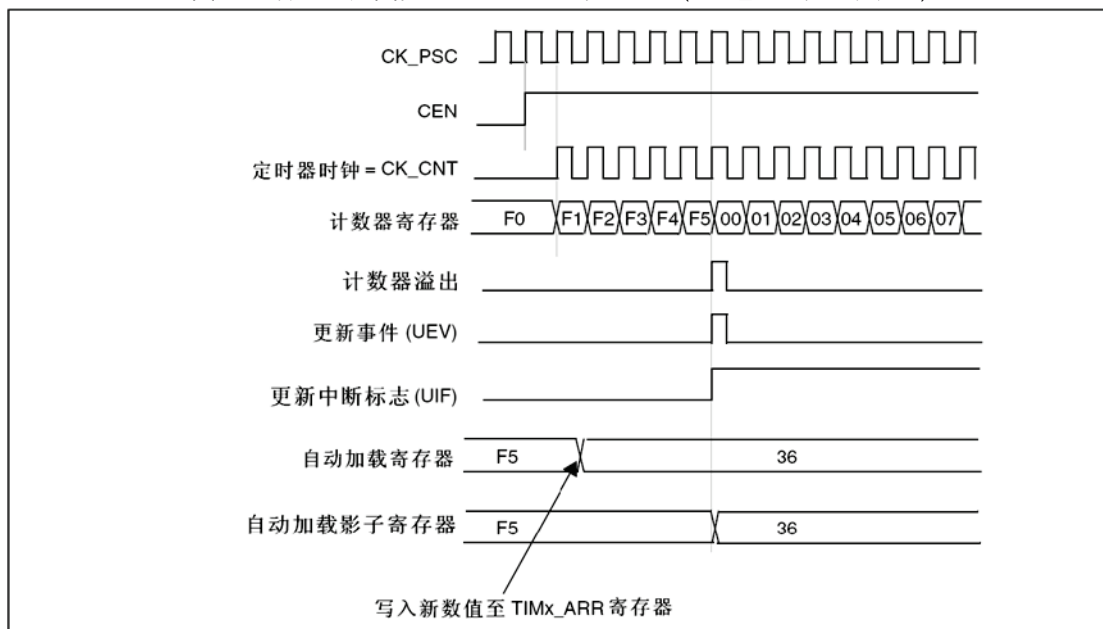 CK_PSC
CEN
定时器时钟 = CK_CNT
计数器寄存器 F0 F1 F2 F3 F4 F5 00 01 02 03 04 05 06 07
计数器溢出
更新事件 (UEV)
更新中断标志 (UIF)
自动加载寄存器 F5 36
自动加载影子寄存器 F5 36
写入新数值至 TIMx_ARR 寄存器